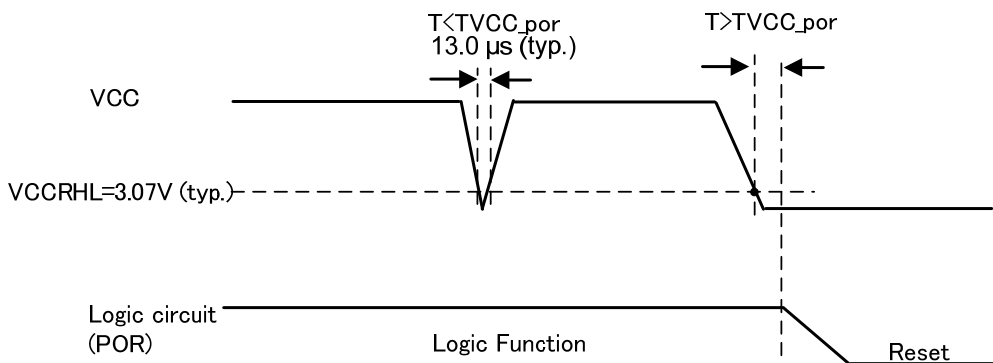 T<TVCC_por
13.0 μs (typ.)
T>TVCC_por
VCC
VCCRHL=3.07V (typ.)
Logic circuit
(POR)
Logic Function
Reset